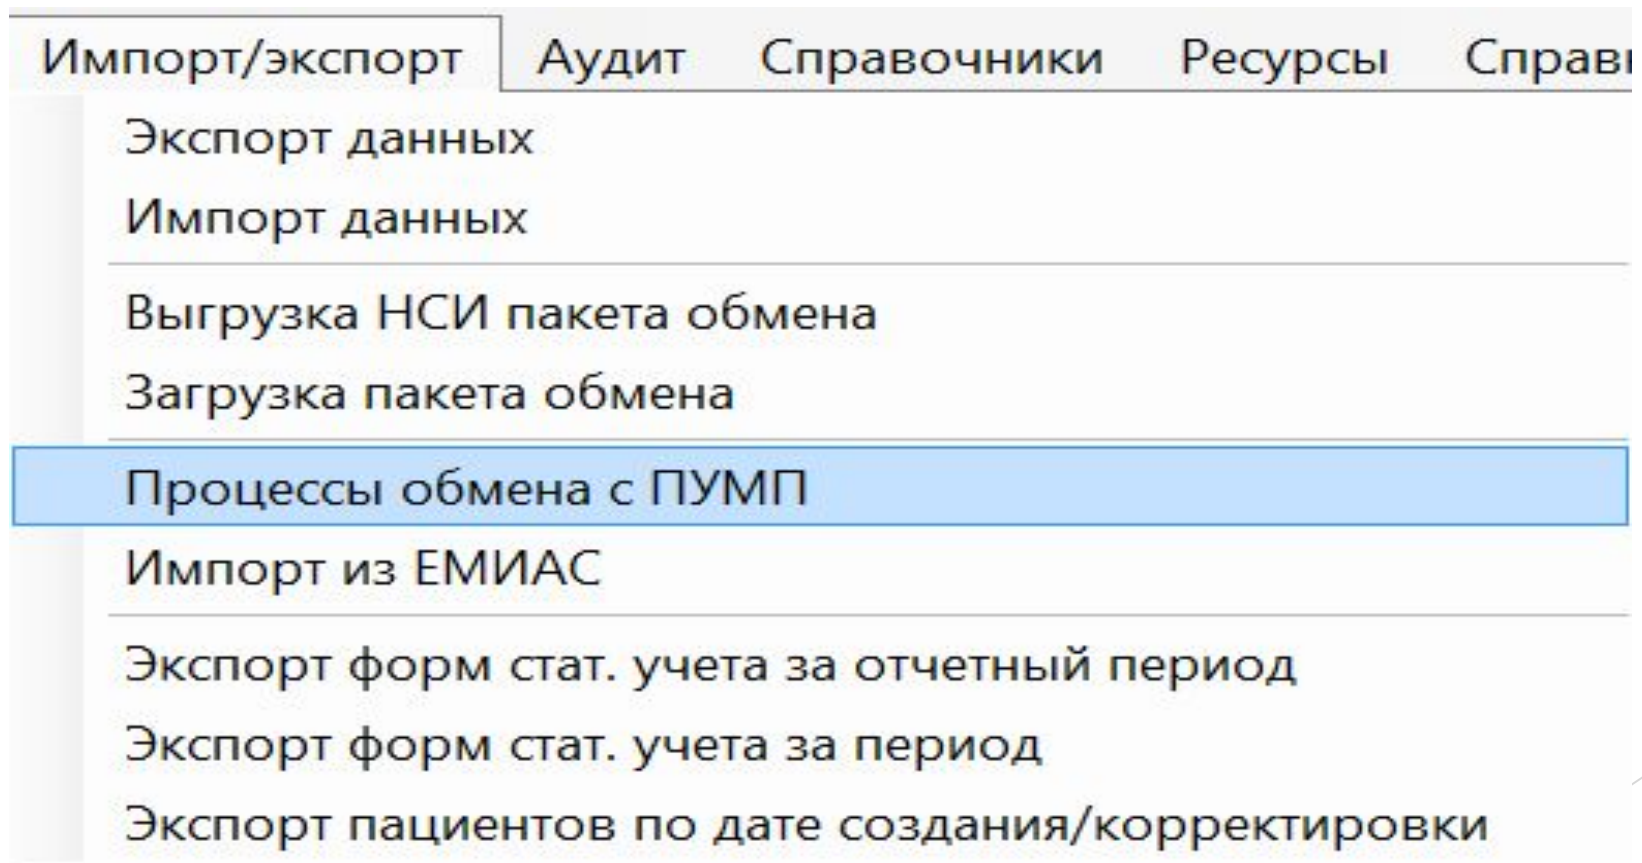 Импорт/экспорт Аудит Справочники Ресурсы
Экспорт данных
Импорт данных
Выгрузка НСИ пакета обмена
Загрузка пакета обмена
Процессы обмена с ПУМП
Импорт из ЕМИАС
Экспорт форм стат. учета за отчетный период
Экспорт форм стат. учета за период
Экспорт пациентов по дате создания/корректировки